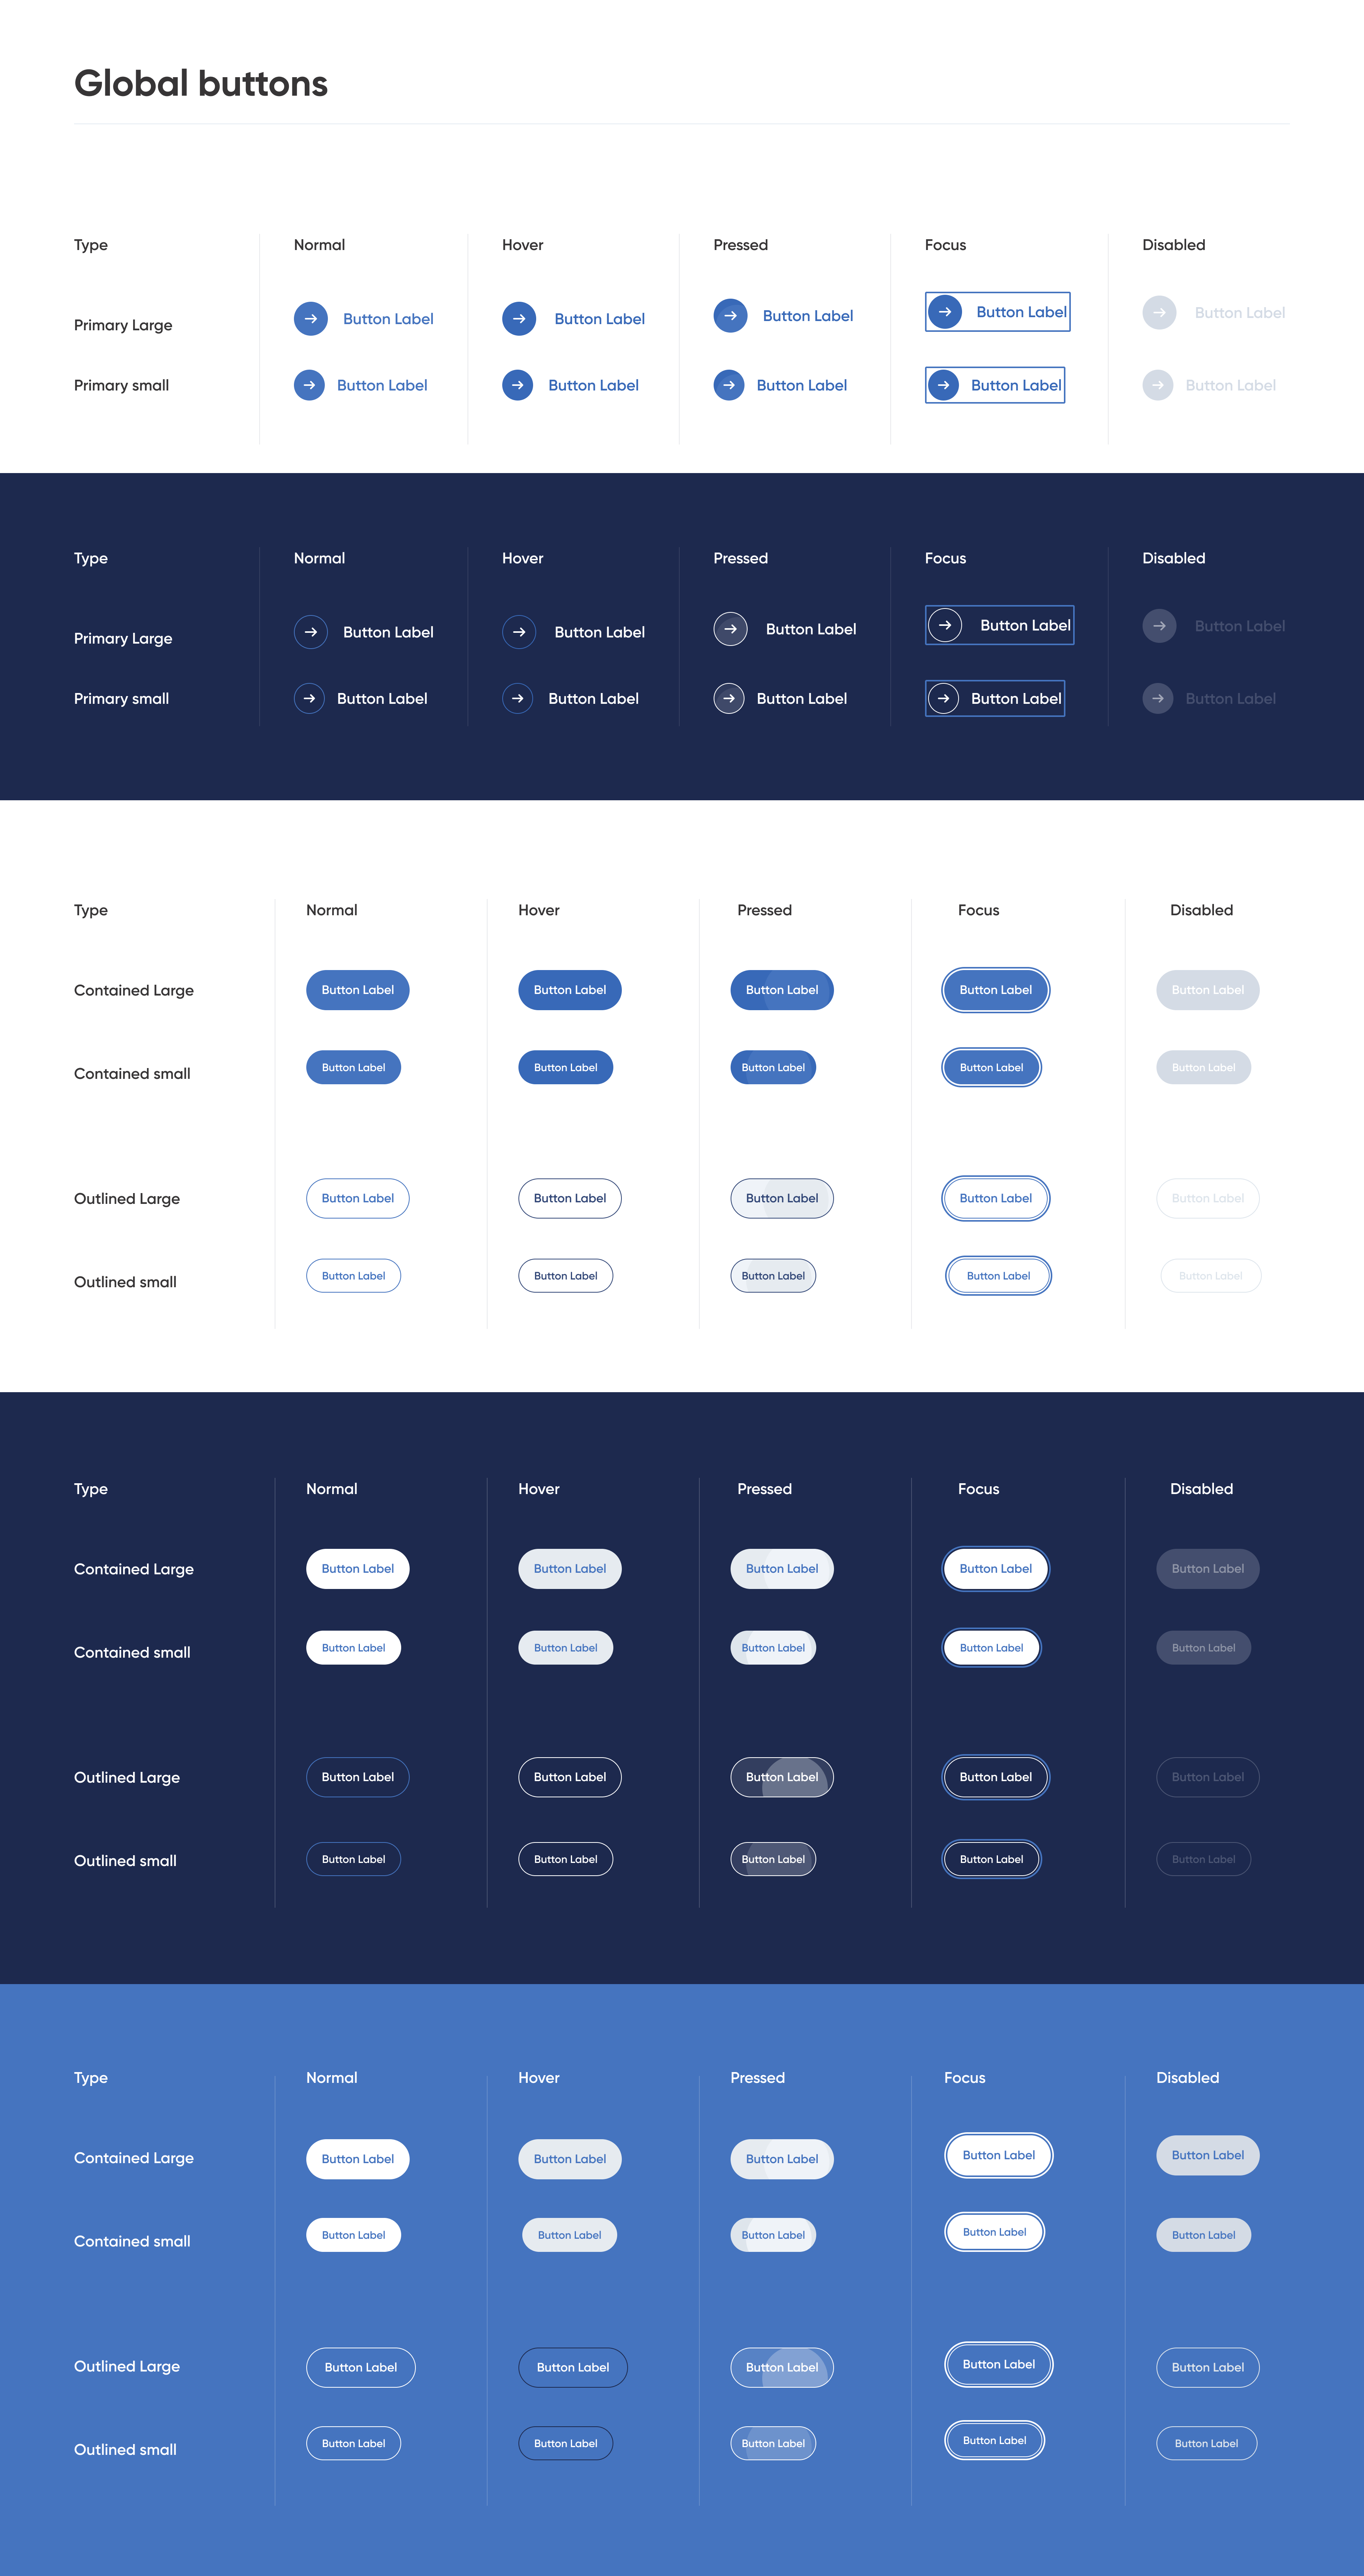 Global buttons
Type Normal Hover Pressed Focus Disabled
Primary Large Button Label Button Label Button Label Button Label Button Label
Primary small Button Label Button Label Button Label Button Label Button Label
Type Normal Hover Pressed Focus Disabled
Primary Large Button Label Button Label Button Label Button Label Button Label
Primary small Button Label Button Label Button Label Button Label Button Label
Type Normal Hover Pressed Focus Disabled
Contained Large Button Label Button Label Button Label Button Label Button Label
Contained small Button Label Button Label Button Label Button Label Button Label
Outlined Large Button Label Button Label Button Label Button Label Button Label
Outlined small Button Label Button Label Button Label Button Label Button Label
Type Normal Hover Pressed Focus Disabled
Contained Large Button Label Button Label Button Label Button Label Button Label
Contained small Button Label Button Label Button Label Button Label Button Label
Outlined Large Button Label Button Label Button Label Button Label Button Label
Outlined small Button Label Button Label Button Label Button Label Button Label
Type Normal Hover Pressed Focus Disabled
Contained Large Button Label Button Label Button Label Button Label Button Label
Contained small Button Label Button Label Button Label Button Label Button Label
Outlined Large Button Label Button Label Button Label Button Label Button Label
Outlined small Button Label Button Label Button Label Button Label Button Label